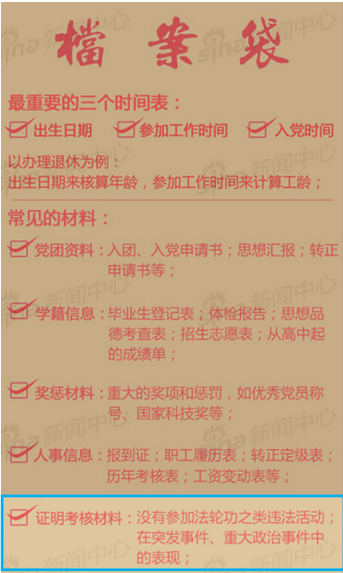 檔 案 袋
最重要的三个时间表：
出生日期 参加工作时间 入党时间
以办理退休为例：
出生日期来核算年龄，参加工作时间来计算工龄；
常见的材料：
党团资料：入团、入党申请书；思想汇报；转正
申请书等；
学籍信息：毕业生登记表；体检报告；思想品
德考查表；招生志愿表；从高中起
的成绩单；
奖惩材料：重大的奖项和惩罚，如优秀党员称
号、国家科技奖等；
人事信息：报到证；职工履历表；转正定级表；
历年考核表；工资变动表等；
证明考核材料：没有参加法轮功之类违法活动；
在突发事件、重大政治事件中
的表现；
sina 新闻中心